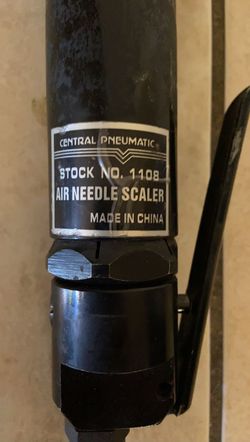 CENTRAL PNEUMATIC
STOCK NO. 1108
AIR NEEDLE SCALER
MADE IN CHINA